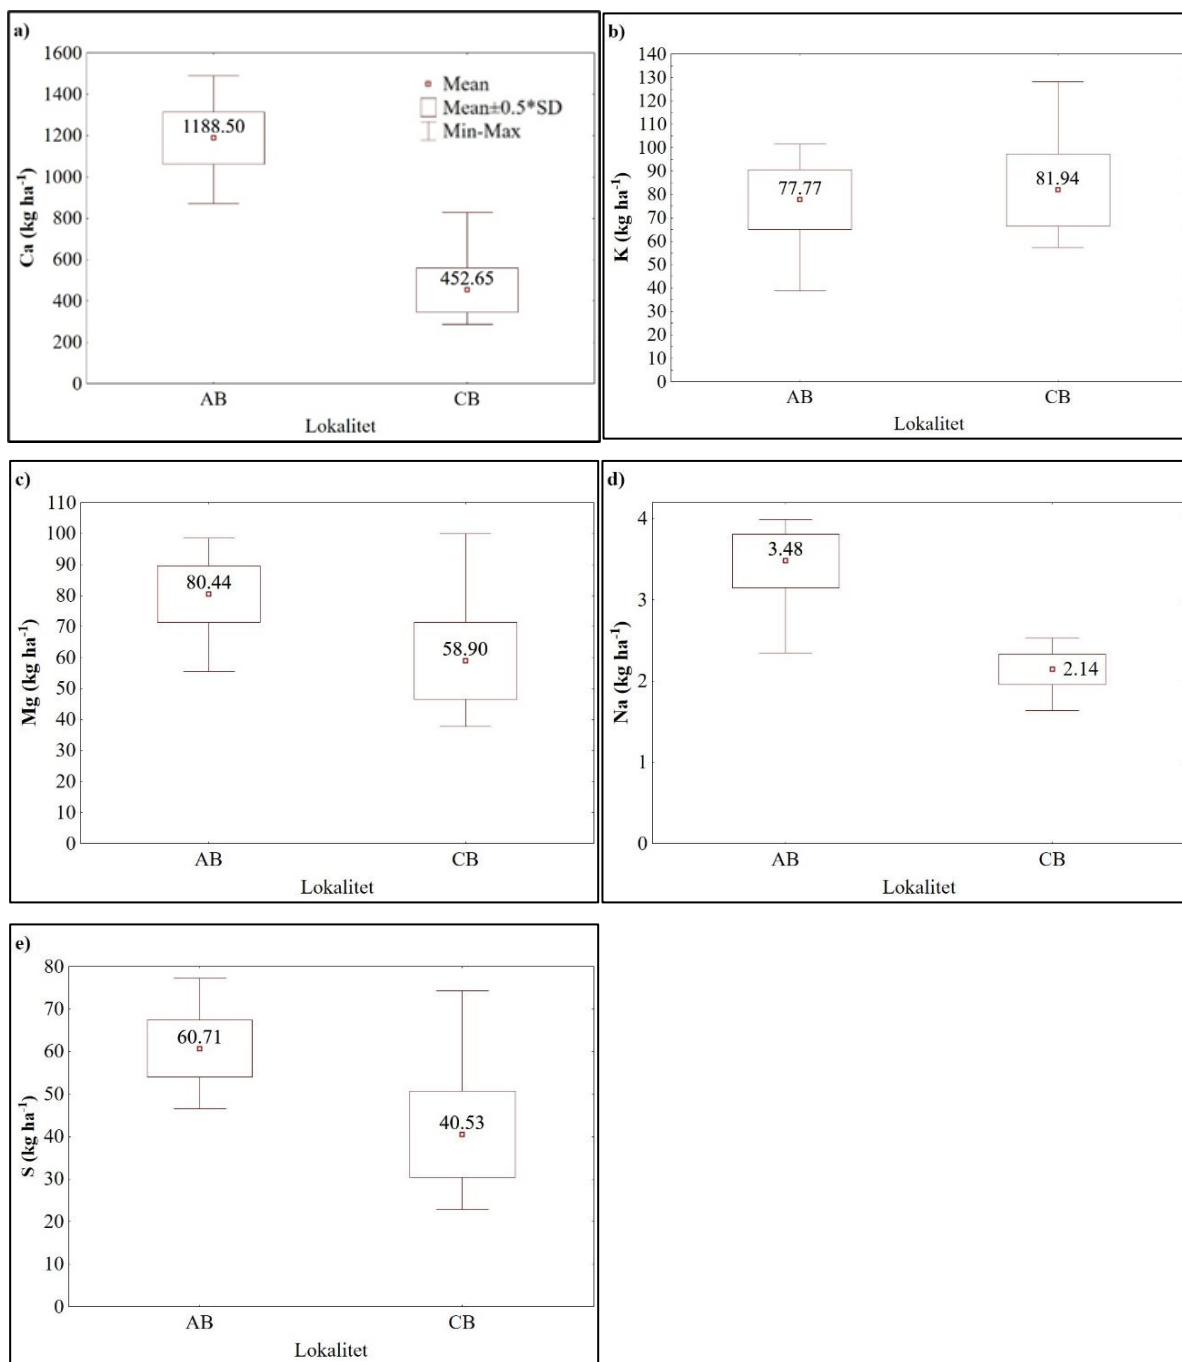 a)
1600
1400
1200
1000
800
600
400
200
0
Ca (kg ha⁻¹)
1188.50
452.65
Mean
Mean±0.5*SD
Min-Max
AB CB
Lokalitet
b)
140
130
120
110
100
90
80
70
60
50
40
30
20
10
0
K (kg ha⁻¹)
77.77
81.94
AB CB
Lokalitet
c)
110
100
90
80
70
60
50
40
30
20
10
0
Mg (kg ha⁻¹)
80.44
58.90
AB CB
Lokalitet
d)
4
3
2
1
0
Na (kg ha⁻¹)
3.48
2.14
AB CB
Lokalitet
e)
80
70
60
50
40
30
20
10
0
S (kg ha⁻¹)
60.71
40.53
AB CB
Lokalitet